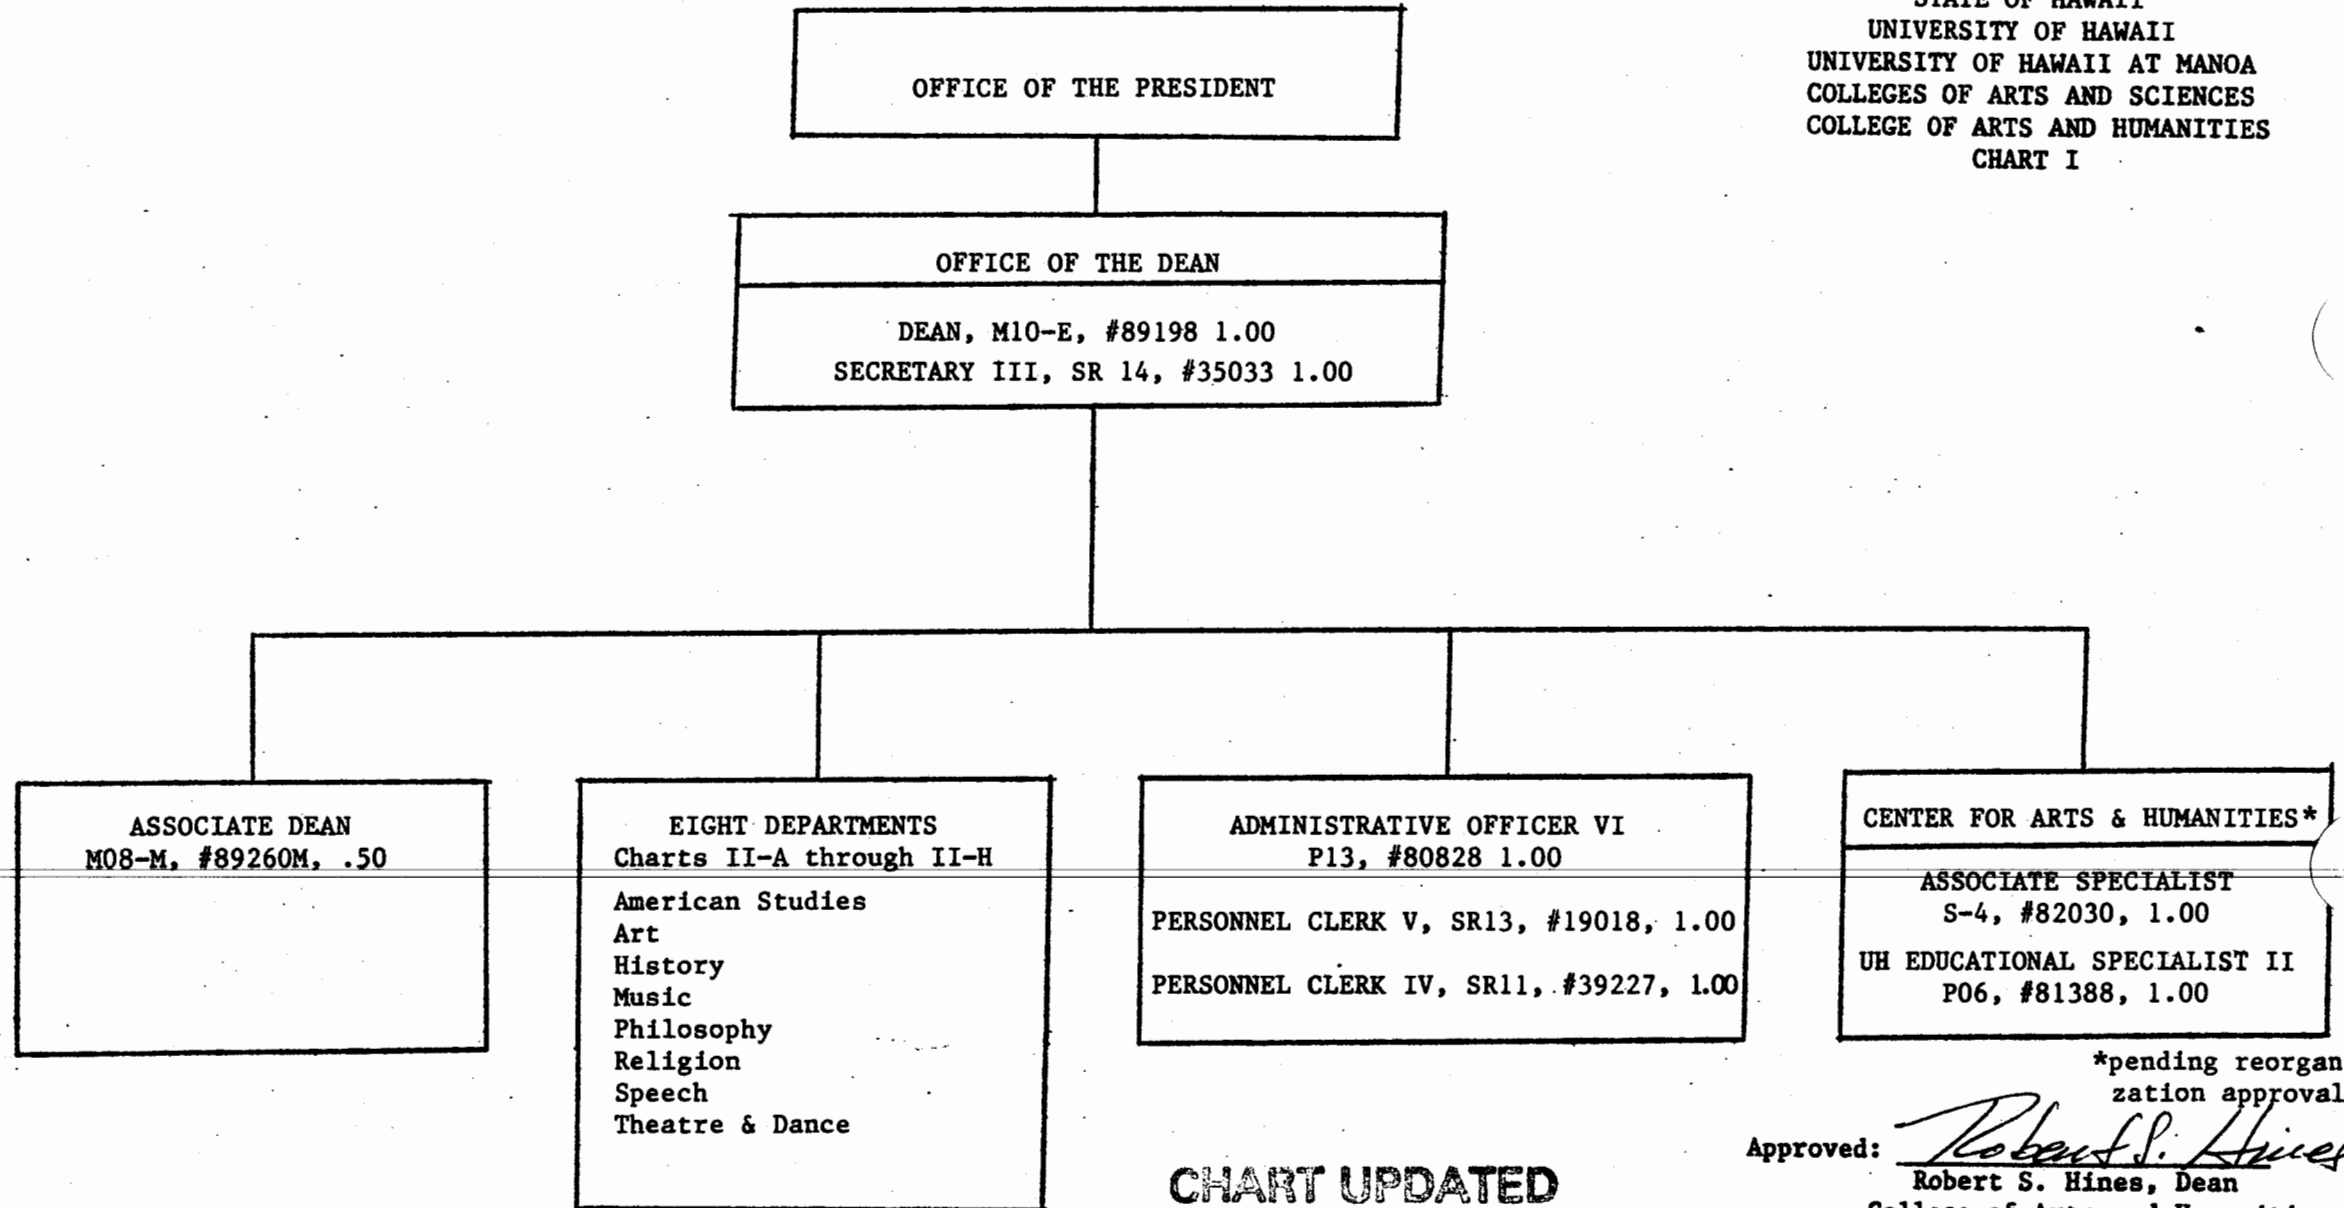 STATE OF HAWAII
UNIVERSITY OF HAWAII
UNIVERSITY OF HAWAII AT MANOA
COLLEGES OF ARTS AND SCIENCES
COLLEGE OF ARTS AND HUMANITIES
CHART I
OFFICE OF THE PRESIDENT
OFFICE OF THE DEAN
DEAN, M10-E, #89198 1.00
SECRETARY III, SR 14, #35033 1.00
ASSOCIATE DEAN
M08-M, #89260M, .50
EIGHT DEPARTMENTS
Charts II-A through II-H
American Studies
Art
History
Music
Philosophy
Religion
Speech
Theatre & Dance
ADMINISTRATIVE OFFICER VI
P13, #80828 1.00
PERSONNEL CLERK V, SR13, #19018, 1.00
PERSONNEL CLERK IV, SR11, #39227, 1.00
CENTER FOR ARTS & HUMANITIES*
ASSOCIATE SPECIALIST
S-4, #82030, 1.00
UH EDUCATIONAL SPECIALIST II
P06, #81388, 1.00
*pending reorgan
zation approval
Approved: Robert S. Hines
Robert S. Hines, Dean
CHART UPDATED